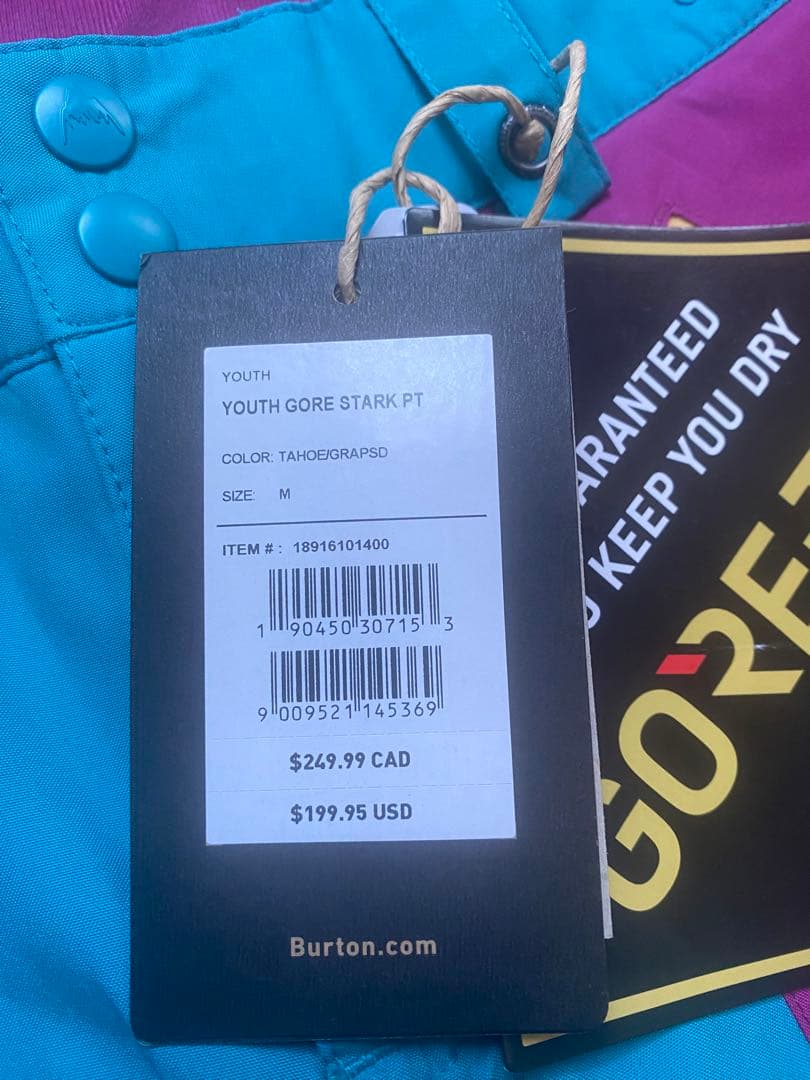 YOUTH
YOUTH GORE STARK PT
COLOR: TAHOE/GRAPSD
SIZE: M
ITEM # : 18916101400
1 90450 30715 3
9 009521 145369
$249.99 CAD
$199.95 USD
Burton.com
KEEP YOU DRY